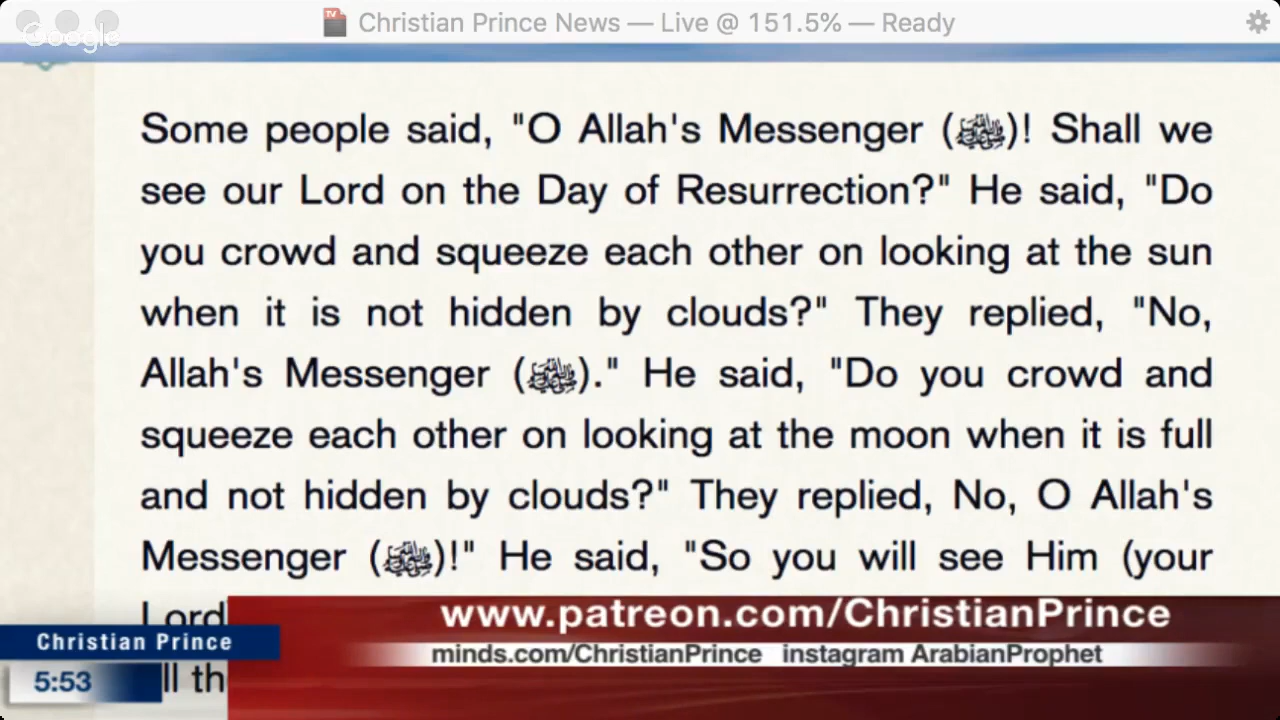 Christian Prince News — Live @ 151.5% — Ready
Google
Some people said, "O Allah's Messenger (ﷺ)! Shall we
see our Lord on the Day of Resurrection?" He said, "Do
you crowd and squeeze each other on looking at the sun
when it is not hidden by clouds?" They replied, "No,
Allah's Messenger (ﷺ)." He said, "Do you crowd and
squeeze each other on looking at the moon when it is full
and not hidden by clouds?" They replied, No, O Allah's
Messenger (ﷺ)!" He said, "So you will see Him (your
Lord
www.patreon.com/ChristianPrince
Christian Prince
minds.com/ChristianPrince instagram ArabianProphet
5:53
th